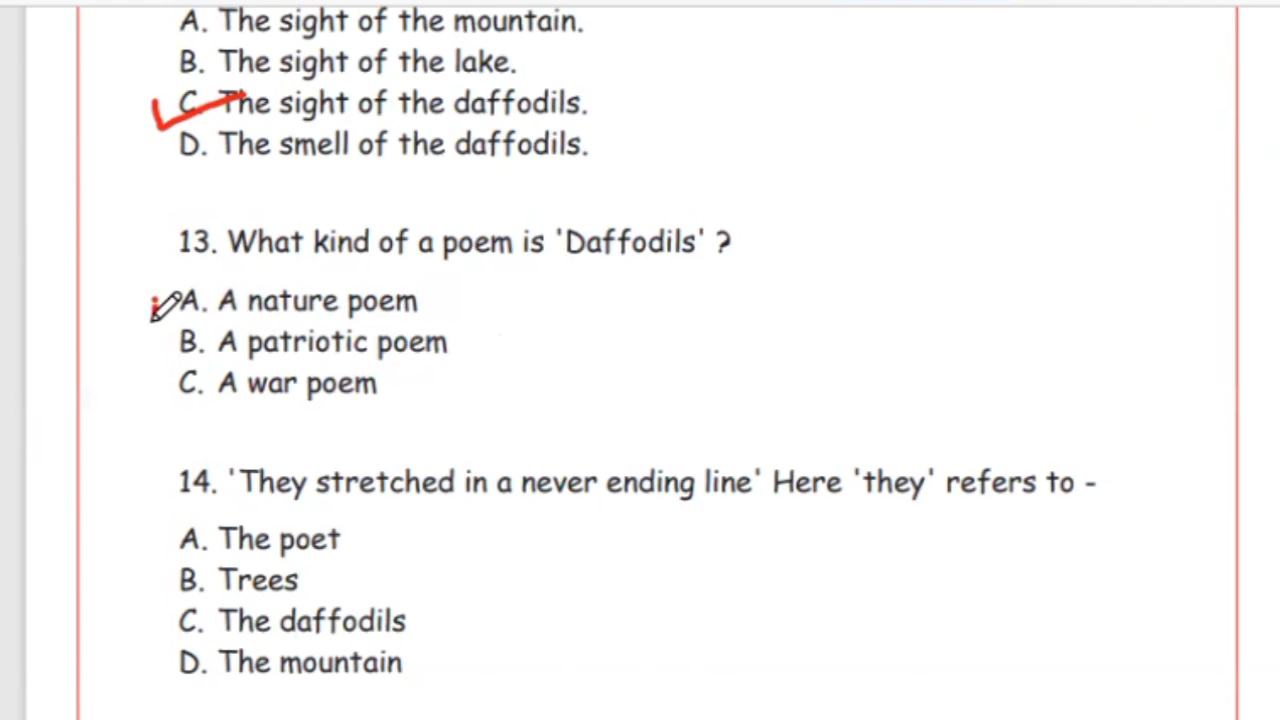 A. The sight of the mountain.
B. The sight of the lake.
C. The sight of the daffodils.
D. The smell of the daffodils.
13. What kind of a poem is 'Daffodils' ?
A. A nature poem
B. A patriotic poem
C. A war poem
14. 'They stretched in a never ending line' Here 'they' refers to -
A. The poet
B. Trees
C. The daffodils
D. The mountain